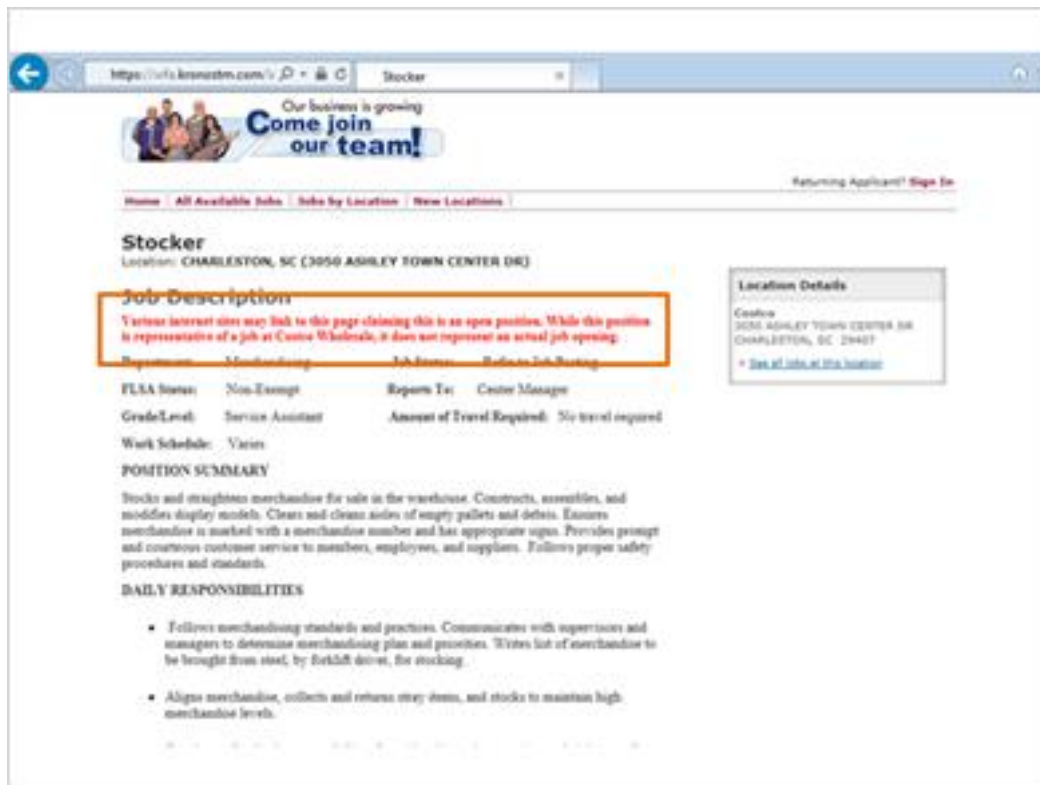 Stocker
Our business is growing
Come join
our team!
Returning Applicant? Sign In
Home All Available Jobs Jobs by Location New Locations
Stocker
Location: CHARLESTON, SC (3050 ASHLEY TOWN CENTER DR)
Job Description
Various internet sites may link to this page claiming this is an open position. While this position
is representative of a job at Costco Wholesale, it does not represent an actual job opening.
Department: Merchandising Job Status: Refer to Job Posting
FLSA Status: Non-Exempt Reports To: Center Manager
Grade/Level: Service Assistant Amount of Travel Required: No travel required
Work Schedule: Varies
POSITION SUMMARY
Stocks and straightens merchandise for sale in the warehouse. Constructs, assembles, and
modifies display models. Clears and cleans aisles of empty pallets and debris. Ensures
merchandise is marked with a merchandise number and has appropriate signs. Provides prompt
and courteous customer service to members, employees, and suppliers. Follows proper safety
procedures and standards.
DAILY RESPONSIBILITIES
• Follows merchandising standards and practices. Communicates with supervisors and
managers to determine merchandising plan and priorities. Writes list of merchandise to
be brought from steel, by forklift driver, for stocking.
• Aligns merchandise, collects and returns stray items, and stocks to maintain high
merchandise levels.
Location Details
Costco
3050 ASHLEY TOWN CENTER DR
CHARLESTON, SC 29407
See all jobs at this location